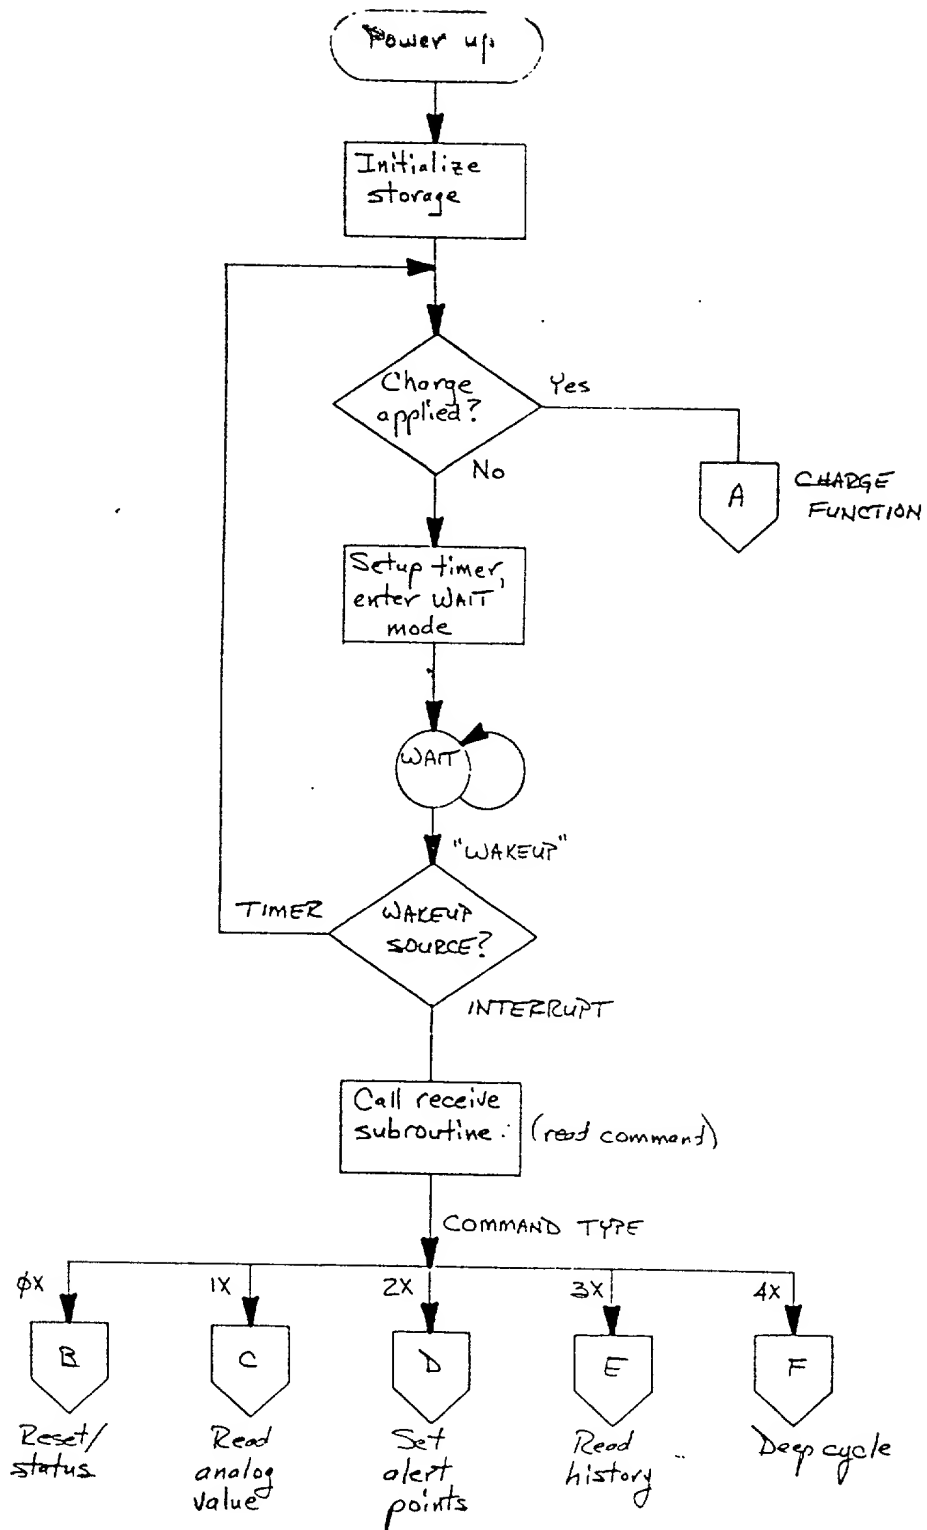 Power up
Initialize
storage
Charge
applied?
Yes
No
A
CHARGE
FUNCTION
Setup timer,
enter WAIT
mode
WAIT
"WAKEUP"
TIMER
WAKEUP
SOURCE?
INTERRUPT
Call receive
subroutine.
(read command)
COMMAND TYPE
0X
1X
2X
3X
4X
B
C
D
E
F
Reset/
status
Read
analog
value
Set
alert
points
Read
history
Deep cycle